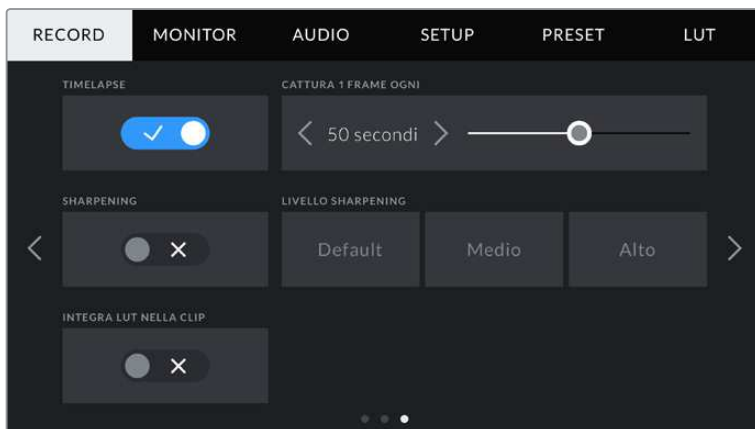 RECORD MONITOR AUDIO SETUP PRESET LUT
TIMELAPSE CATTURA 1 FRAME OGNI
50 secondi
SHARPENING LIVELLO SHARPENING
Default Medio Alto
INTEGRA LUT NELLA CLIP